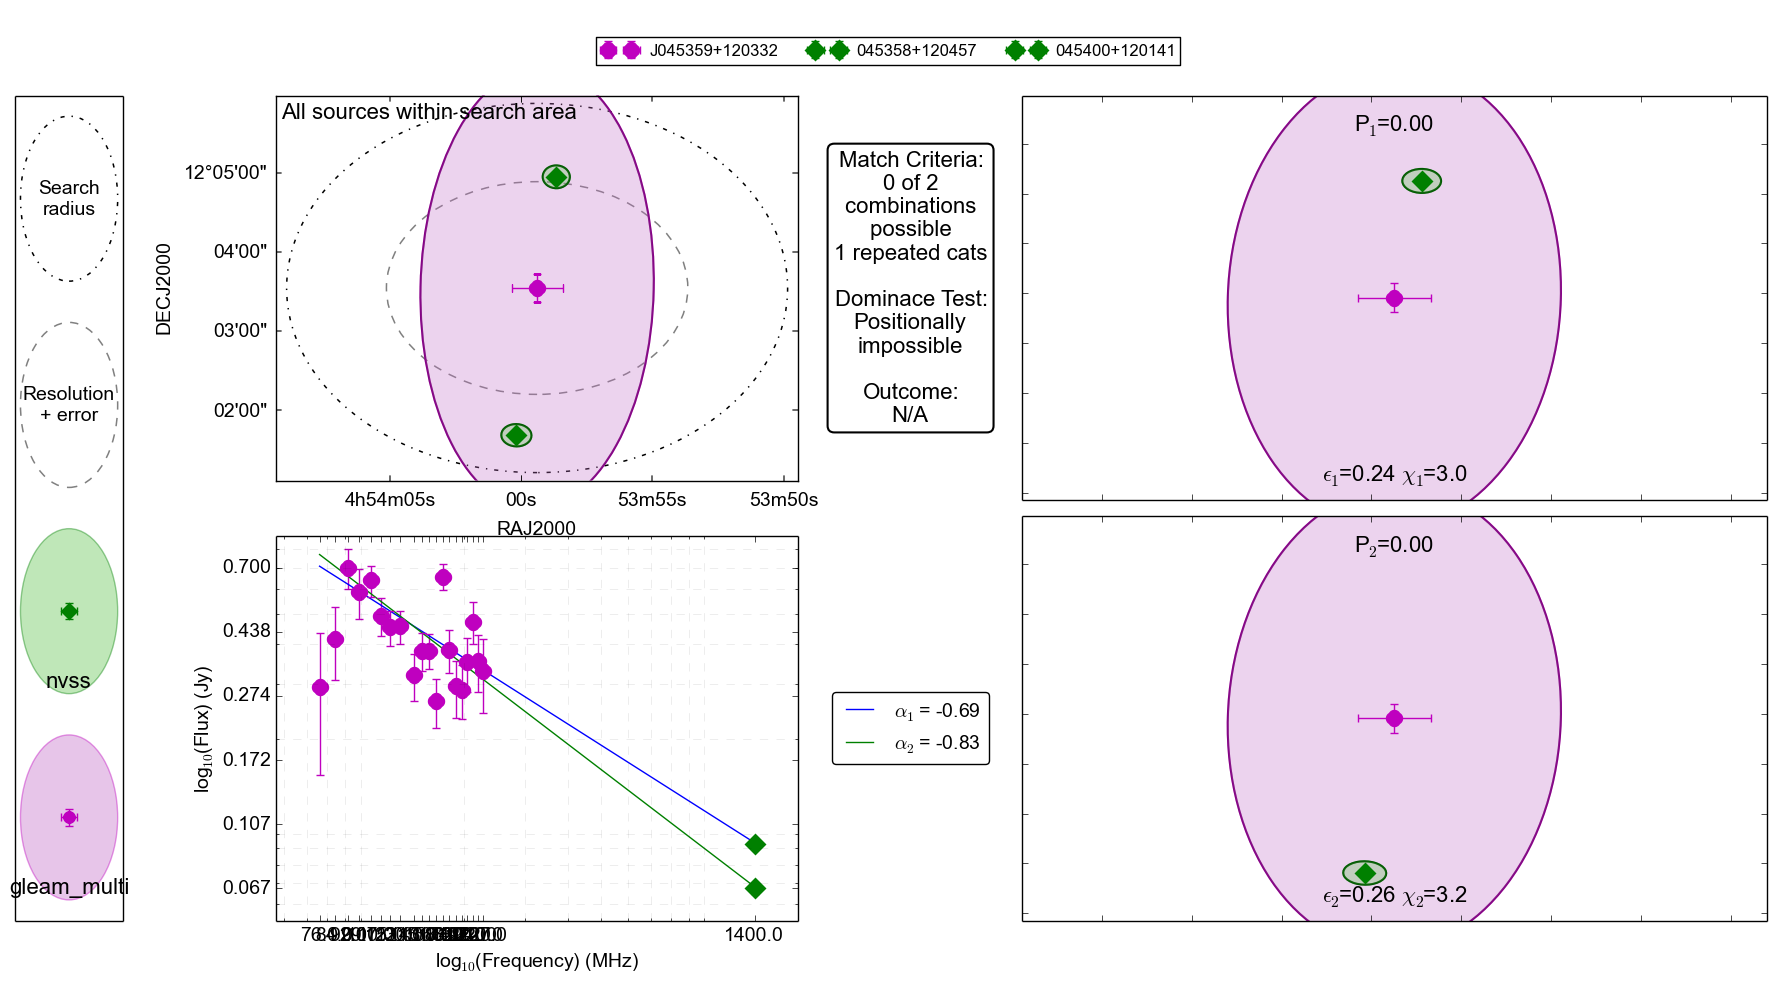 J045359+120332
045358+120457
045400+120141
Search
radius
Resolution
+ error
nvss
gleam_multi
All sources within search area
DECJ2000
12°05'00"
04'00"
03'00"
02'00"
4h54m05s
00s
53m55s
53m50s
RAJ2000
Match Criteria:
0 of 2
combinations
possible
1 repeated cats
Dominace Test:
Positionally
impossible
Outcome:
N/A
P1=0.00
ϵ1=0.24 χ1=3.0
P2=0.00
ϵ2=0.26 χ2=3.2
log10(Flux) (Jy)
0.700
0.438
0.274
0.172
0.107
0.067
1400.0
log10(Frequency) (MHz)
α1 = -0.69
α2 = -0.83